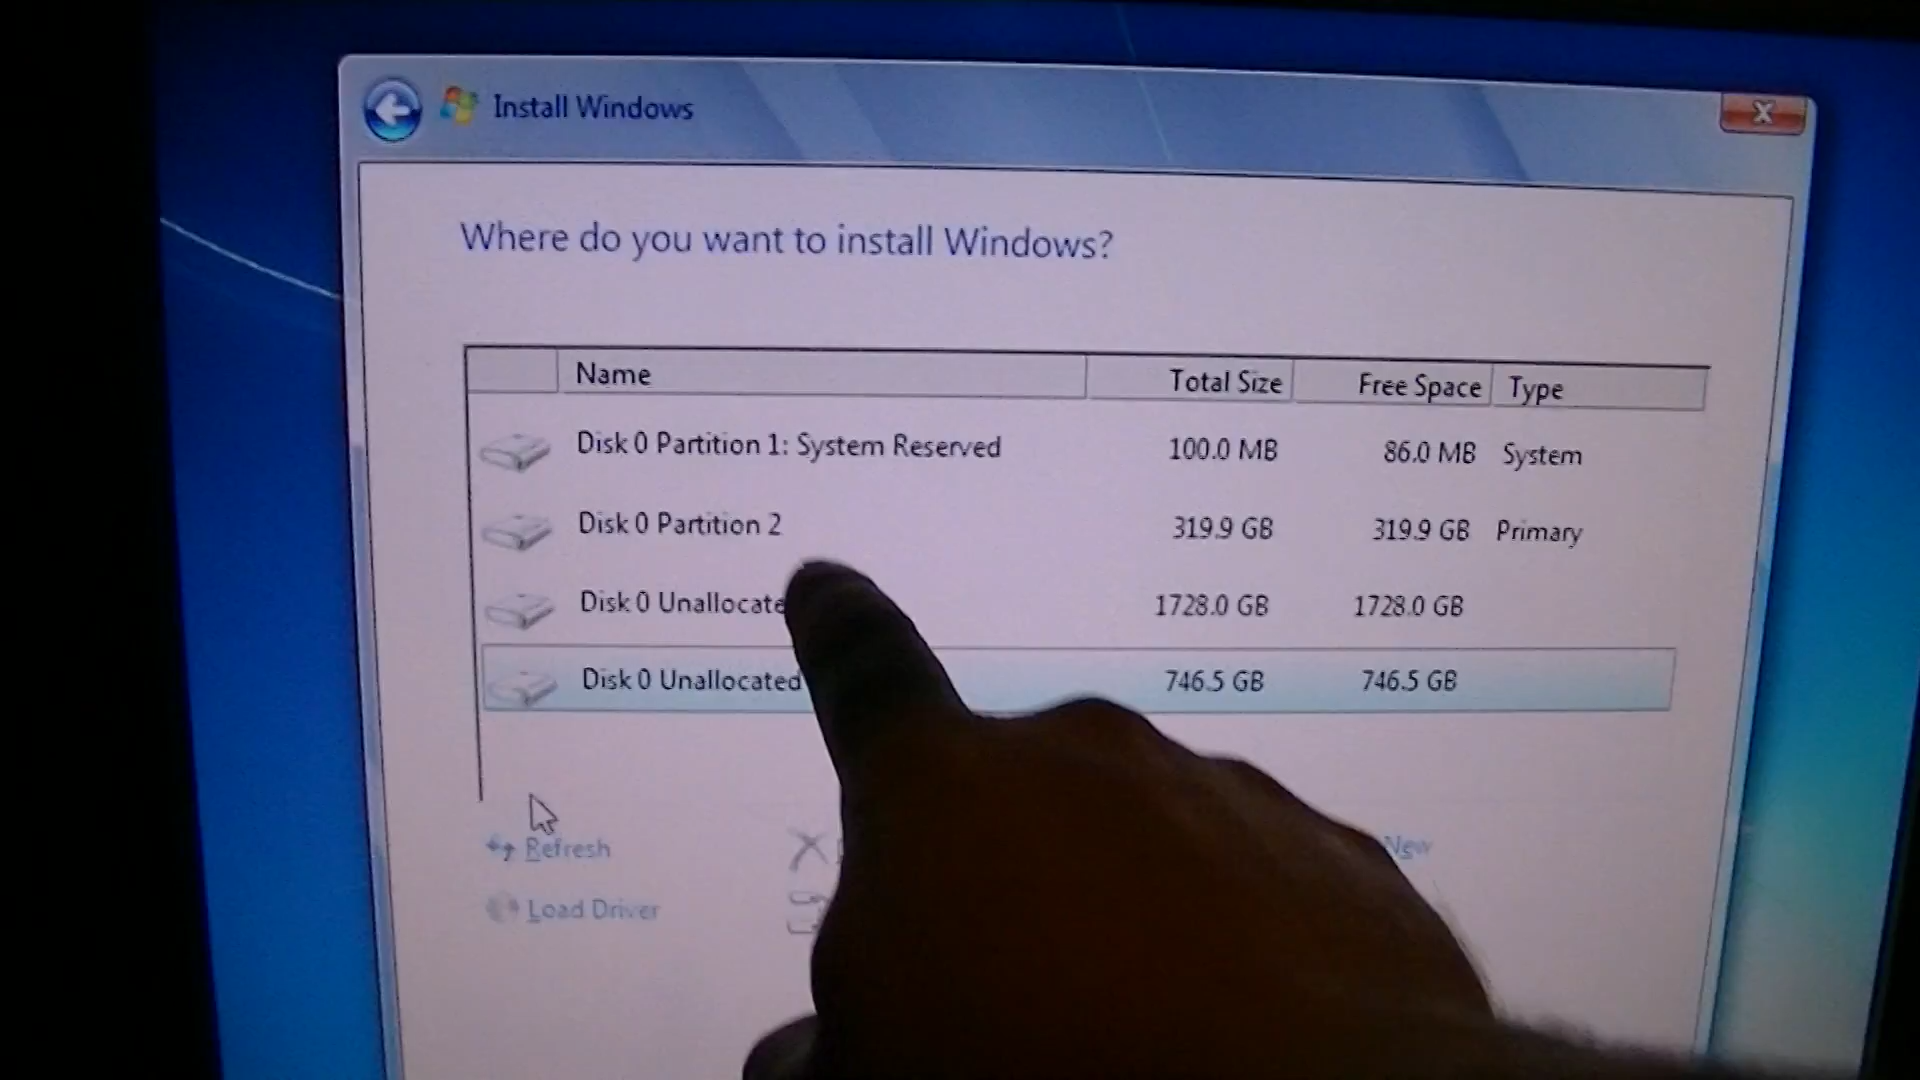 Install Windows
X
Where do you want to install Windows?
Name Total Size Free Space Type
Disk 0 Partition 1: System Reserved 100.0 MB 86.0 MB System
Disk 0 Partition 2 319.9 GB 319.9 GB Primary
Disk 0 Unallocate 1728.0 GB 1728.0 GB
Disk 0 Unallocated 746.5 GB 746.5 GB
Refresh New
Load Driver